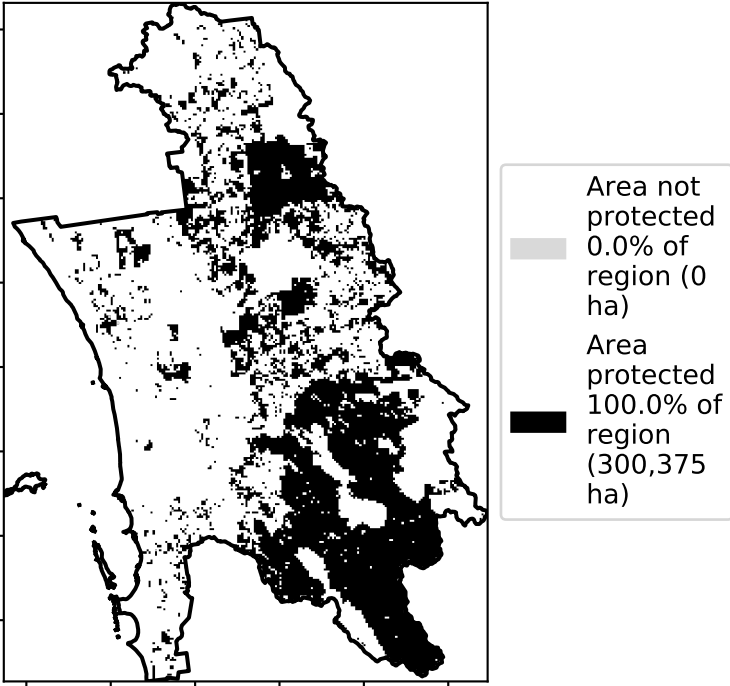 Area not
protected
0.0% of
region (0
ha)
Area
protected
100.0% of
region
(300,375
ha)